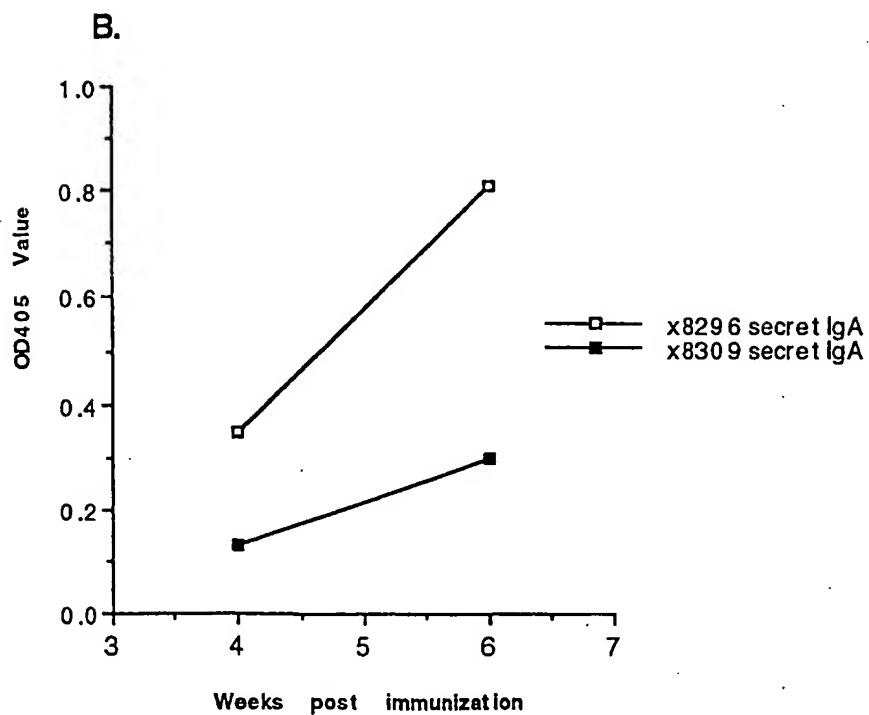 B.
1.0
0.8
0.6
0.4
0.2
0.0
OD405 Value
3 4 5 6 7
Weeks post immunization
x8296 secret IgA
x8309 secret IgA